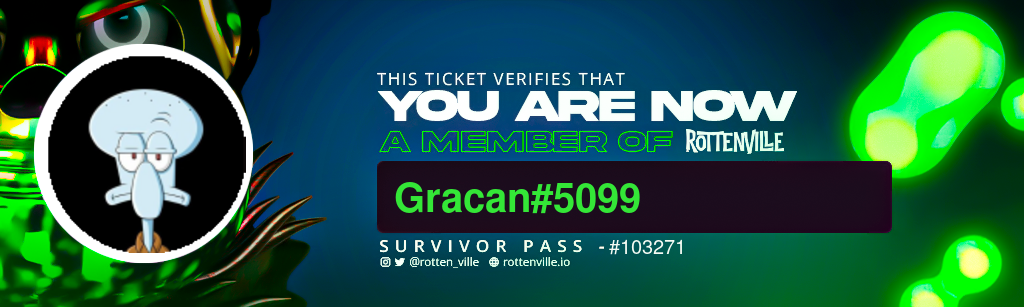 THIS TICKET VERIFIES THAT
YOU ARE NOW
A MEMBER OF ROTTENVILLE
Gracan#5099
SURVIVOR PASS - #103271
@rotten_ville rottenville.io